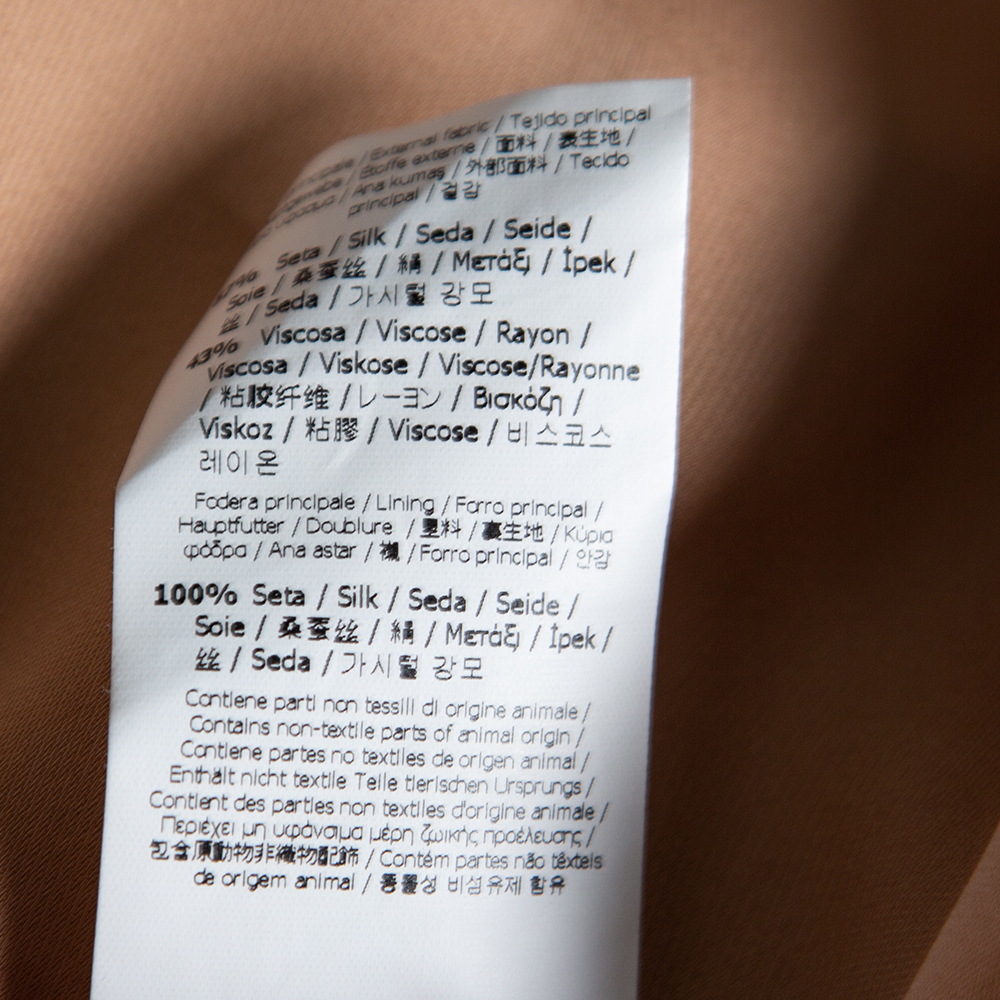 / External fabric / Tejido principal
/ Étoffe externe / 面料 / 表生地 /
/ Ana kumaş / 外部面料 / Tecido
principal / 겉감
Seta / Silk / Seda / Seide /
Soie / 桑蚕丝 / 絹 / Μετάξι / İpek /
丝 / Seda / 가시털 강모
43% Viscosa / Viscose / Rayon /
Viscosa / Viskose / Viscose/Rayonne
/ 粘胶纤维 / レーヨン / Βισκόζη /
Viskoz / 粘膠 / Viscose / 비스코스
레이온
Fodera principale / Lining / Forro principal /
Hauptfutter / Doublure / 里料 / 裏生地 / Κύρια
φόδρα / Ana astar / 襯 / Forro principal / 안감
100% Seta / Silk / Seda / Seide /
Soie / 桑蚕丝 / 絹 / Μετάξι / İpek /
丝 / Seda / 가시털 강모
Contiene parti non tessili di origine animale /
Contains non-textile parts of animal origin /
Contiene partes no textiles de origen animal /
Enthält nicht textile Teile tierischen Ursprungs /
Contient des parties non textiles d'origine animale /
Περιέχει μη υφάνσιμα μέρη ζωικής προέλευσης /
包含原動物非織物配飾 / Contém partes não têxteis
de origem animal / 동물성 비섬유제 함유